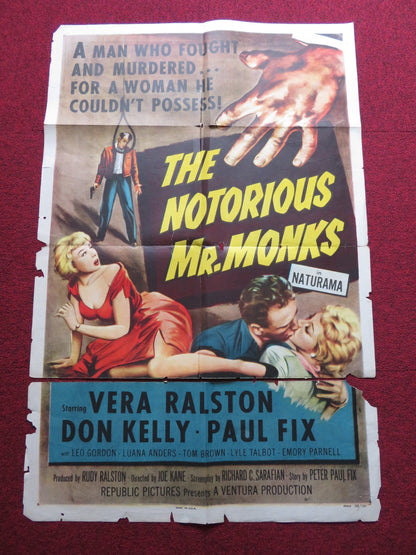 A MAN WHO FOUGHT
AND MURDERED...
FOR A WOMAN HE
COULDN'T POSSESS!
THE
NOTORIOUS
MR. MONKS
in
NATURAMA
Starring VERA RALSTON
DON KELLY · PAUL FIX
with LEO GORDON · LUANA ANDERS · TOM BROWN · LYLE TALBOT · EMORY PARNELL
Produced by RUDY RALSTON · Directed by JOE KANE · Screenplay by RICHARD C. SARAFIAN · Story by PETER PAUL FIX
REPUBLIC PICTURES Presents A VENTURA PRODUCTION